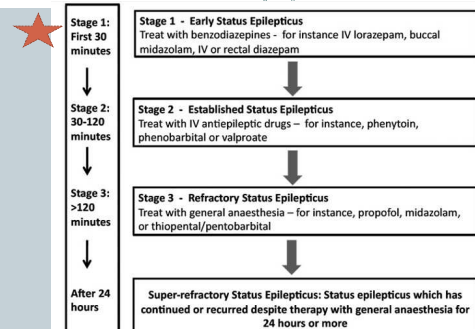 Stage 1:
First 30
minutes
Stage 1 - Early Status Epilepticus
Treat with benzodiazepines - for instance IV lorazepam, buccal
midazolam, IV or rectal diazepam
Stage 2:
30-120
minutes
Stage 2 - Established Status Epilepticus
Treat with IV antiepileptic drugs – for instance, phenytoin,
phenobarbital or valproate
Stage 3:
>120
minutes
Stage 3 - Refractory Status Epilepticus
Treat with general anaesthesia – for instance, propofol, midazolam,
or thiopental/pentobarbital
After 24
hours
Super-refractory Status Epilepticus: Status epilepticus which has
continued or recurred despite therapy with general anaesthesia for
24 hours or more